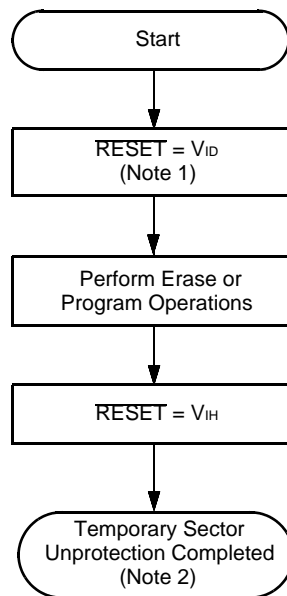 Start
RESET = VID
(Note 1)
Perform Erase or
Program Operations
RESET = VIH
Temporary Sector
Unprotection Completed
(Note 2)